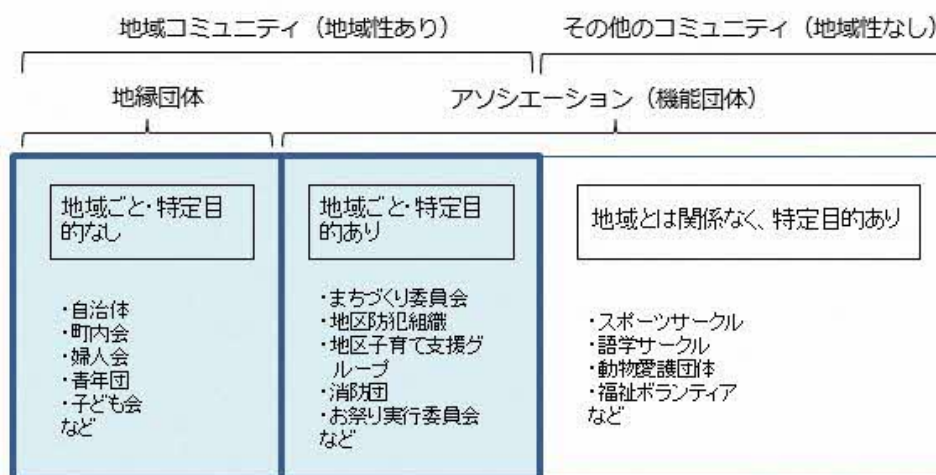 地域コミュニティ（地域性あり）
その他のコミュニティ（地域性なし）
地縁団体
アソシエーション（機能団体）
地域ごと・特定目
的なし
・自治体
・町内会
・婦人会
・青年団
・子ども会
など
地域ごと・特定目
的あり
・まちづくり委員会
・地区防犯組織
・地区子育て支援グ
ループ
・消防団
・お祭り実行委員会
など
地域とは関係なく、特定目的あり
・スポーツサークル
・語学サークル
・動物愛護団体
・福祉ボランティア
など